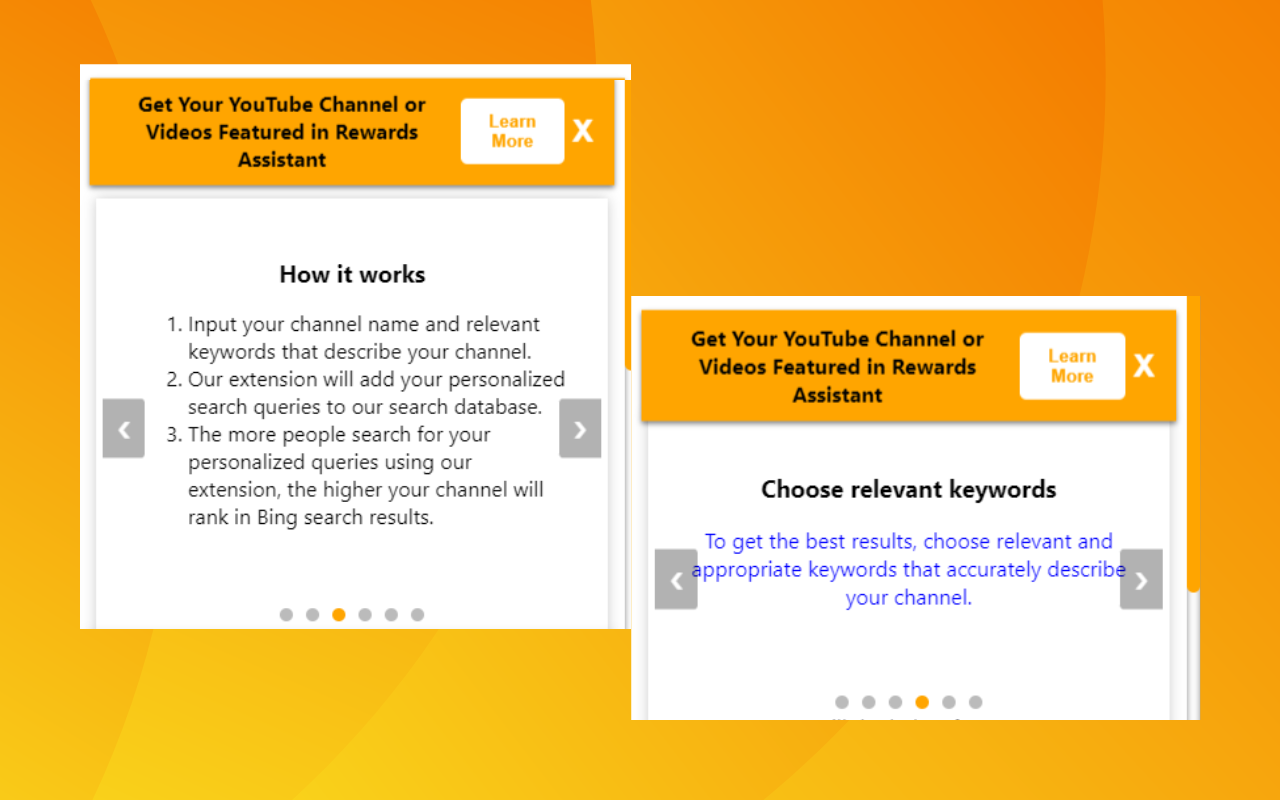 Get Your YouTube Channel or
Videos Featured in Rewards
Assistant
Learn
More
X
How it works
1. Input your channel name and relevant
keywords that describe your channel.
2. Our extension will add your personalized
search queries to our search database.
3. The more people search for your
personalized queries using our
extension, the higher your channel will
rank in Bing search results.
❮
❯
Get Your YouTube Channel or
Videos Featured in Rewards
Assistant
Learn
More
X
Choose relevant keywords
To get the best results, choose relevant and
appropriate keywords that accurately describe
your channel.
❮
❯